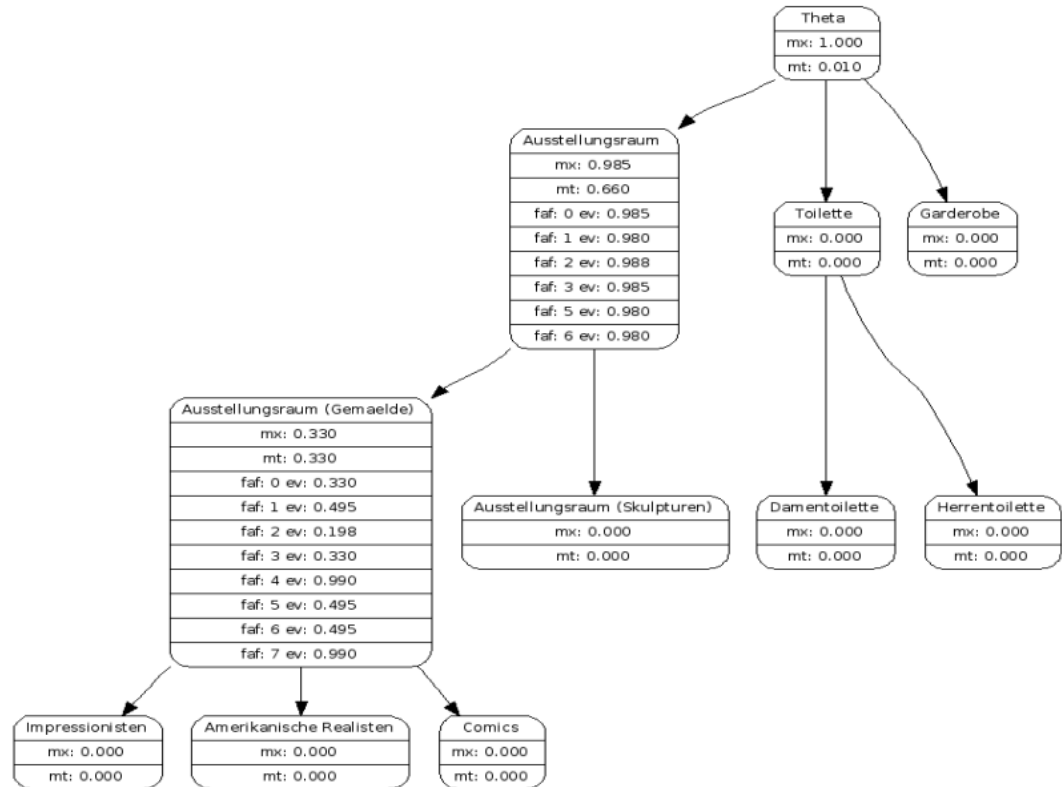 Theta
mx: 1.000
mt: 0.010
Ausstellungsraum
mx: 0.985
mt: 0.660
faf: 0 ev: 0.985
faf: 1 ev: 0.980
faf: 2 ev: 0.988
faf: 3 ev: 0.985
faf: 5 ev: 0.980
faf: 6 ev: 0.980
Toilette
mx: 0.000
mt: 0.000
Garderobe
mx: 0.000
mt: 0.000
Ausstellungsraum (Gemaelde)
mx: 0.330
mt: 0.330
faf: 0 ev: 0.330
faf: 1 ev: 0.495
faf: 2 ev: 0.198
faf: 3 ev: 0.330
faf: 4 ev: 0.990
faf: 5 ev: 0.495
faf: 6 ev: 0.495
faf: 7 ev: 0.990
Ausstellungsraum (Skulpturen)
mx: 0.000
mt: 0.000
Damentoilette
mx: 0.000
mt: 0.000
Herrentoilette
mx: 0.000
mt: 0.000
Impressionisten
mx: 0.000
mt: 0.000
Amerikanische Realisten
mx: 0.000
mt: 0.000
Comics
mx: 0.000
mt: 0.000